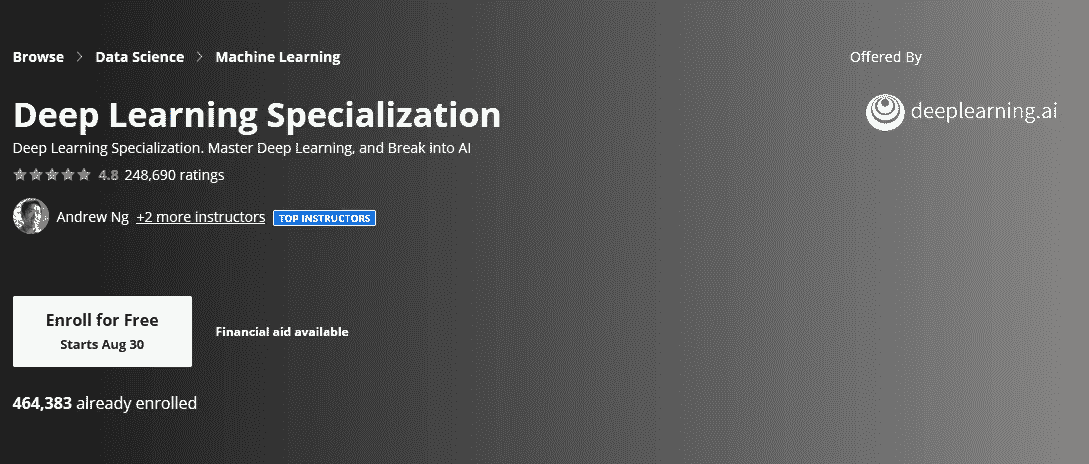 Browse > Data Science > Machine Learning
Offered By
deeplearning.ai
Deep Learning Specialization
Deep Learning Specialization. Master Deep Learning, and Break into AI
4.8 248,690 ratings
Andrew Ng +2 more instructors TOP INSTRUCTORS
Enroll for Free
Starts Aug 30
Financial aid available
464,383 already enrolled